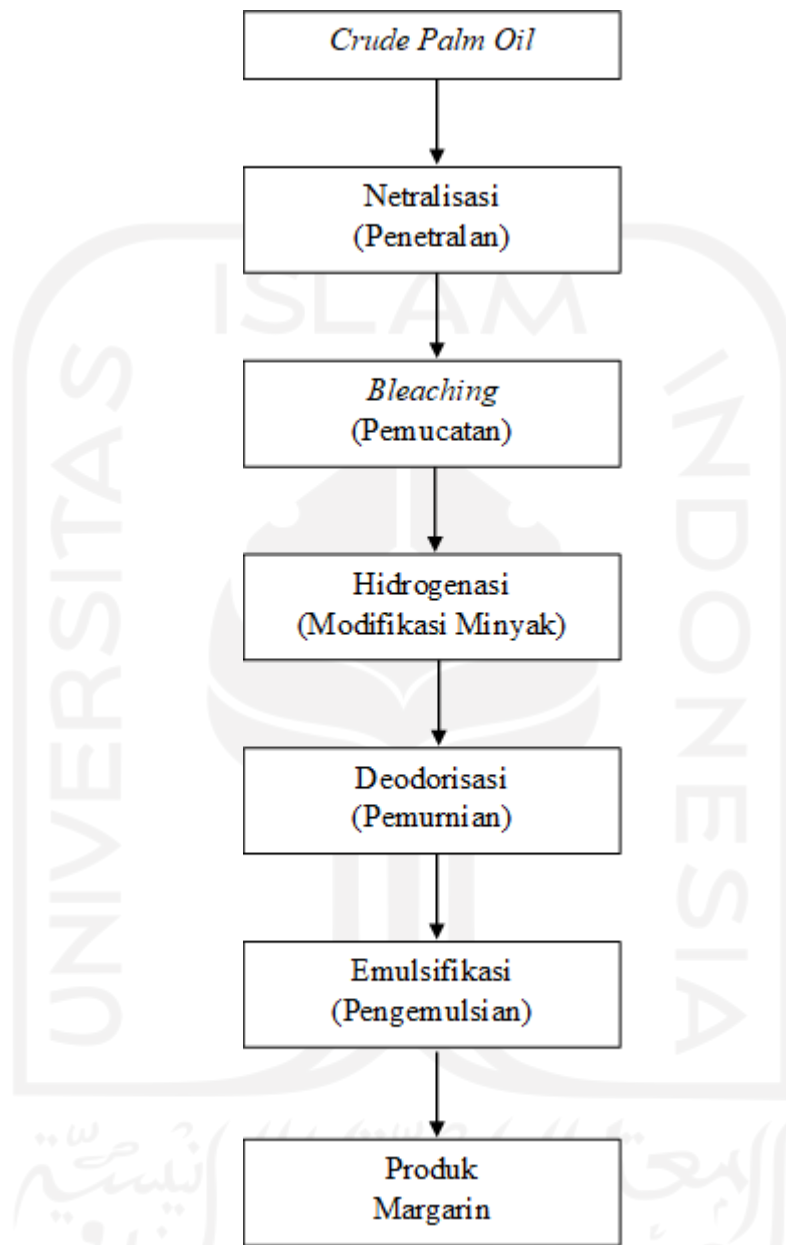 Crude Palm Oil
Netralisasi
(Penetralan)
ISLAM
UNIVERSITAS
INDONESIA
Bleaching
(Pemucatan)
Hidrogenasi
(Modifikasi Minyak)
Deodorisasi
(Pemurnian)
Emulsifikasi
(Pengemulsian)
Produk
Margarin